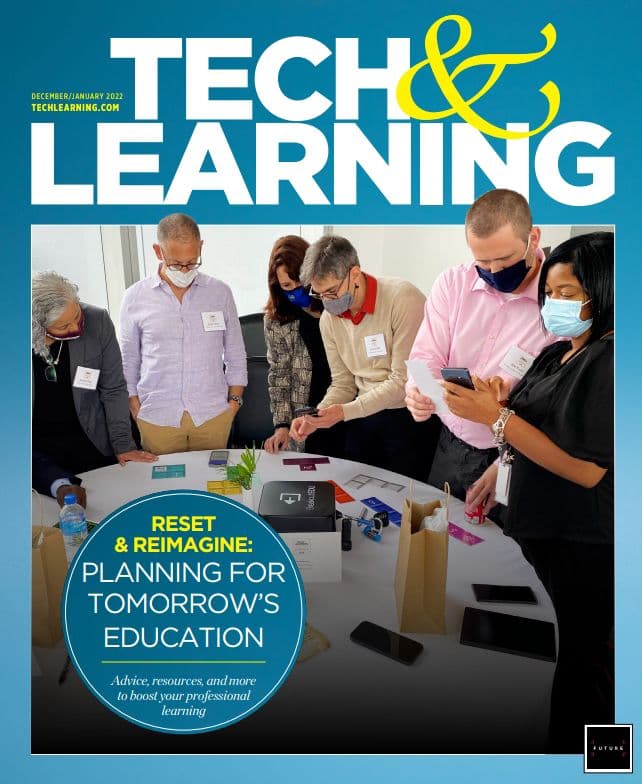 TECH&
LEARNING
DECEMBER/JANUARY 2022
TECHLEARNING.COM
RESET
& REIMAGINE:
PLANNING FOR
TOMORROW'S
EDUCATION
Advice, resources, and more
to boost your professional
learning
FUTURE